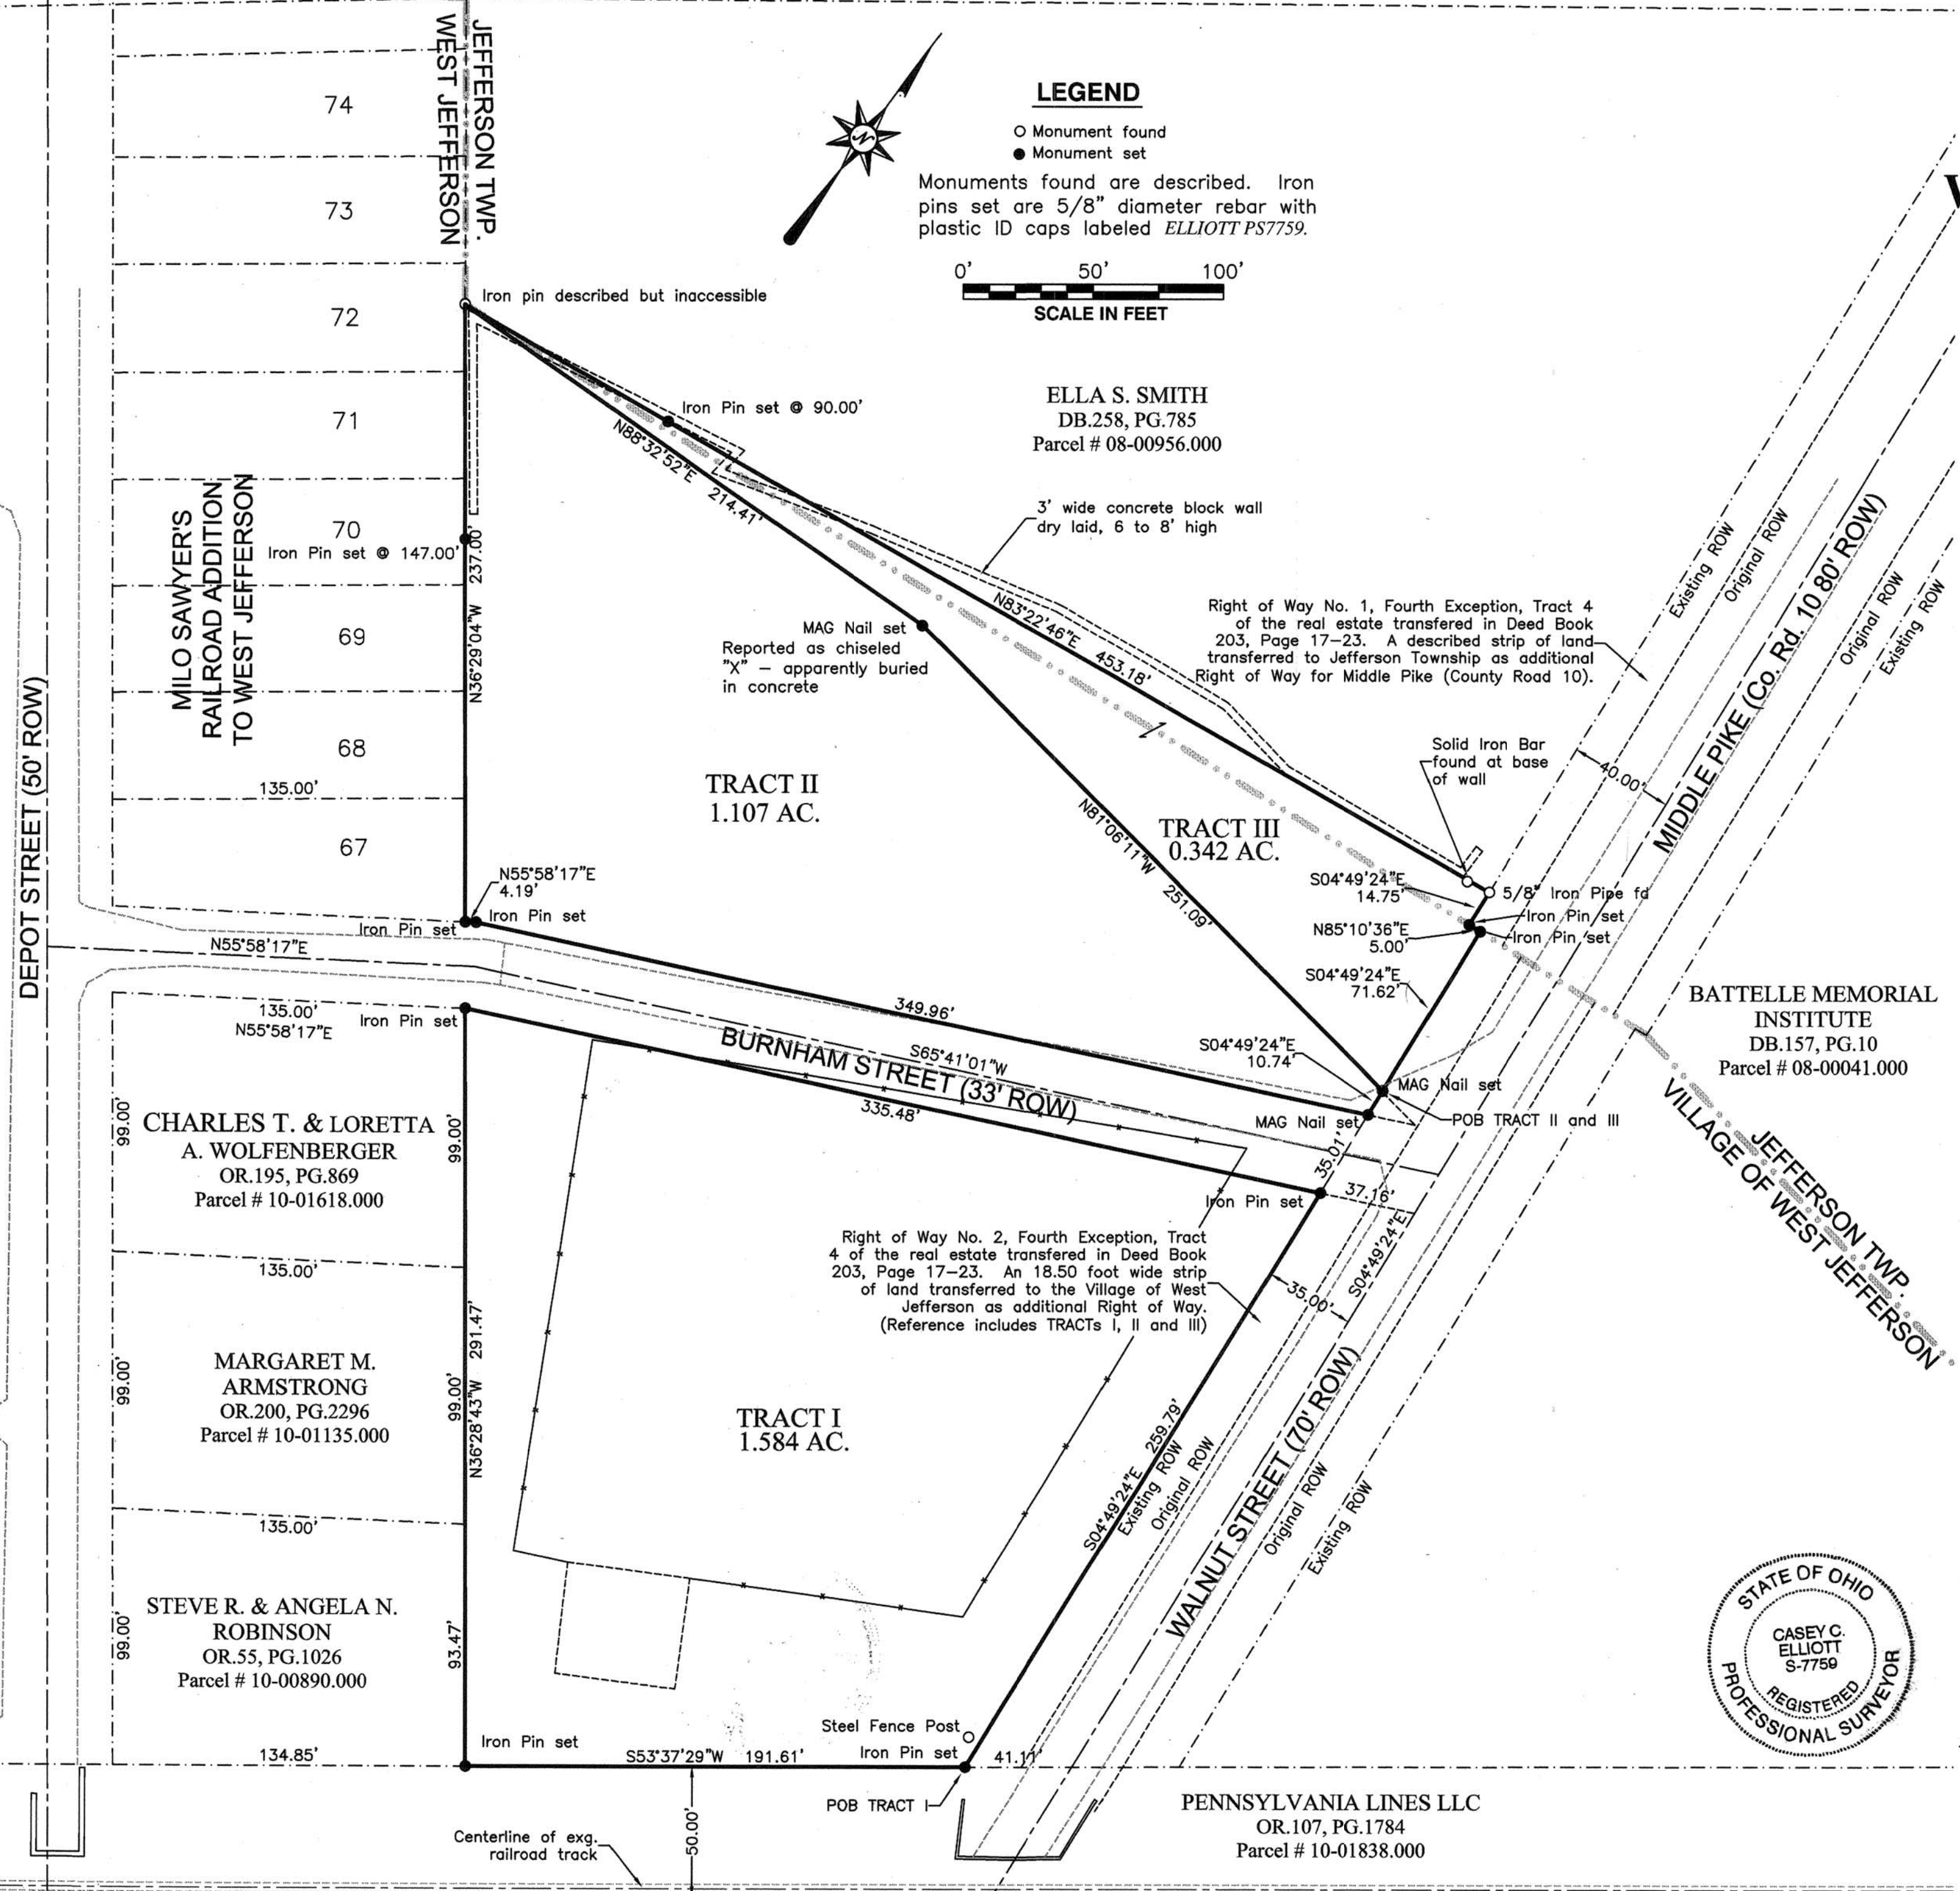 WEST JEFFERSON
JEFFERSON TWP.
LEGEND
Monument found
Monument set
Monuments found are described. Iron
pins set are 5/8" diameter rebar with
plastic ID caps labeled ELLIOTT PS7759.
0' 50' 100'
SCALE IN FEET
N
74
73
72
71
70
69
68
67
Iron pin described but inaccessible
Iron Pin set @ 90.00'
N88°32'52"E 214.41'
ELLA S. SMITH
DB.258, PG.785
Parcel # 08-00956.000
3' wide concrete block wall
dry laid, 6 to 8' high
MILO SAWYER'S
RAILROAD ADDITION
TO WEST JEFFERSON
Iron Pin set @ 147.00'
N36°29'04"W 237.00'
MAG Nail set
Reported as chiseled
"X" – apparently buried
in concrete
N83°22'46"E 453.18'
Right of Way No. 1, Fourth Exception, Tract 4
of the real estate transfered in Deed Book
203, Page 17-23. A described strip of land
transferred to Jefferson Township as additional
Right of Way for Middle Pike (County Road 10).
Existing ROW
Original ROW
MIDDLE PIKE (Co. Rd. 10 80' ROW)
Original ROW
Existing ROW
40.00'
1
Solid Iron Bar
found at base
of wall
135.00'
TRACT II
1.107 AC.
N81°06'11"W 251.09'
TRACT III
0.342 AC.
DEPOT STREET (50' ROW)
N55°58'17"E
4.19'
Iron Pin set
Iron Pin set
S04°49'24"E
14.75'
5/8" Iron Pipe fd
Iron Pin set
N85°10'36"E
5.00'
Iron Pin set
S04°49'24"E
71.62'
N55°58'17"E
349.96'
S04°49'24"E
10.74'
MAG Nail set
MAG Nail set
POB TRACT II and III
BATTELLE MEMORIAL
INSTITUTE
DB.157, PG.10
Parcel # 08-00041.000
JEFFERSON TWP.
VILLAGE OF WEST JEFFERSON
135.00'
N55°58'17"E
Iron Pin set
S65°41'01"W
BURNHAM STREET (33' ROW)
335.48'
35.01'
37.16'
Iron Pin set
S04°49'24"E
35.00'
99.00'
CHARLES T. & LORETTA
A. WOLFENBERGER
OR.195, PG.869
Parcel # 10-01618.000
99.00'
Right of Way No. 2, Fourth Exception, Tract
4 of the real estate transfered in Deed Book
203, Page 17-23. An 18.50 foot wide strip
of land transferred to the Village of West
Jefferson as additional Right of Way.
(Reference includes TRACTs I, II and III)
135.00'
99.00'
MARGARET M.
ARMSTRONG
OR.200, PG.2296
Parcel # 10-01135.000
99.00'
N36°28'43"W 291.47'
TRACT I
1.584 AC.
S04°49'24"E 259.79'
Existing ROW
Original ROW
WALNUT STREET (70' ROW)
Original ROW
Existing ROW
135.00'
99.00'
STEVE R. & ANGELA N.
ROBINSON
OR.55, PG.1026
Parcel # 10-00890.000
93.47'
STATE OF OHIO
CASEY C.
ELLIOTT
S-7759
REGISTERED
PROFESSIONAL SURVEYOR
134.85'
Iron Pin set
S53°37'29"W 191.61'
Steel Fence Post
Iron Pin set
41.11'
POB TRACT I
50.00'
Centerline of exg.
railroad track
PENNSYLVANIA LINES LLC
OR.107, PG.1784
Parcel # 10-01838.000